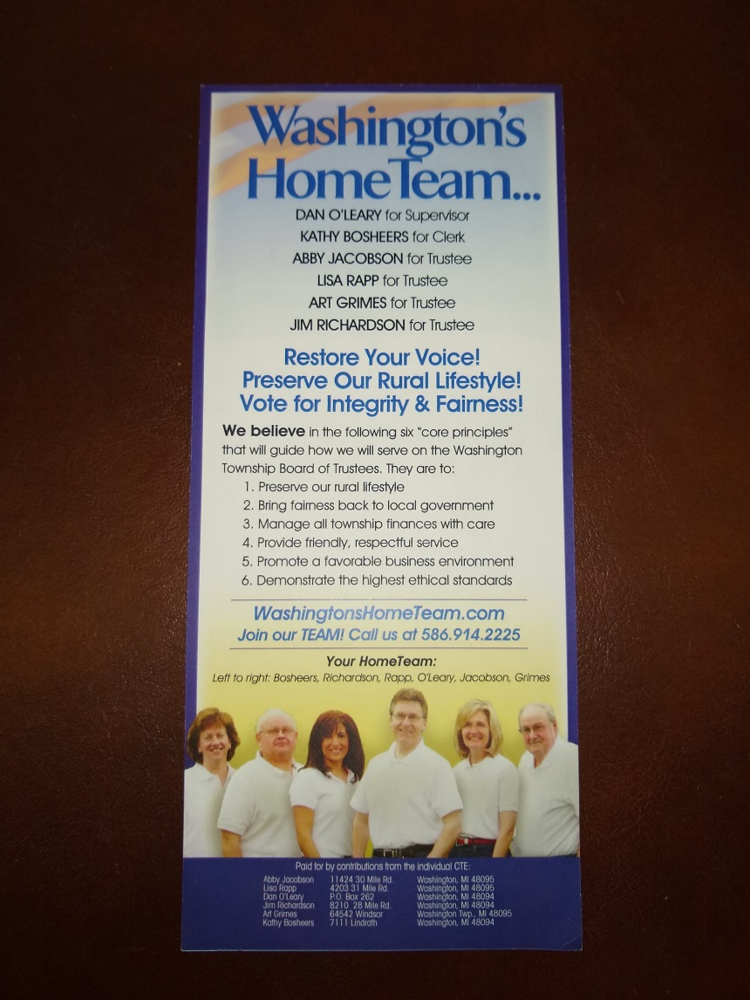 Washington's
HomeTeam...
DAN O'LEARY for Supervisor
KATHY BOSHEERS for Clerk
ABBY JACOBSON for Trustee
LISA RAPP for Trustee
ART GRIMES for Trustee
JIM RICHARDSON for Trustee
Restore Your Voice!
Preserve Our Rural Lifestyle!
Vote for Integrity & Fairness!
We believe in the following six "core principles"
that will guide how we will serve on the Washington
Township Board of Trustees. They are to:
1. Preserve our rural lifestyle
2. Bring fairness back to local government
3. Manage all township finances with care
4. Provide friendly, respectful service
5. Promote a favorable business environment
6. Demonstrate the highest ethical standards
WashingtonsHomeTeam.com
Join our TEAM! Call us at 586.914.2225
Your HomeTeam:
Left to right: Bosheers, Richardson, Rapp, O'Leary, Jacobson, Grimes
Paid for by contributions from the individual CTE:
Abby Jacobson 11424 30 Mile Rd. Washington, MI 48095
Lisa Rapp 4203 31 Mile Rd. Washington, MI 48095
Dan O'Leary P.O. Box 262 Washington, MI 48094
Jim Richardson 8210 28 Mile Rd. Washington, MI 48094
Art Grimes 64542 Windsor Washington Twp., MI 48095
Kathy Bosheers 7111 Lindrath Washington, MI 48094